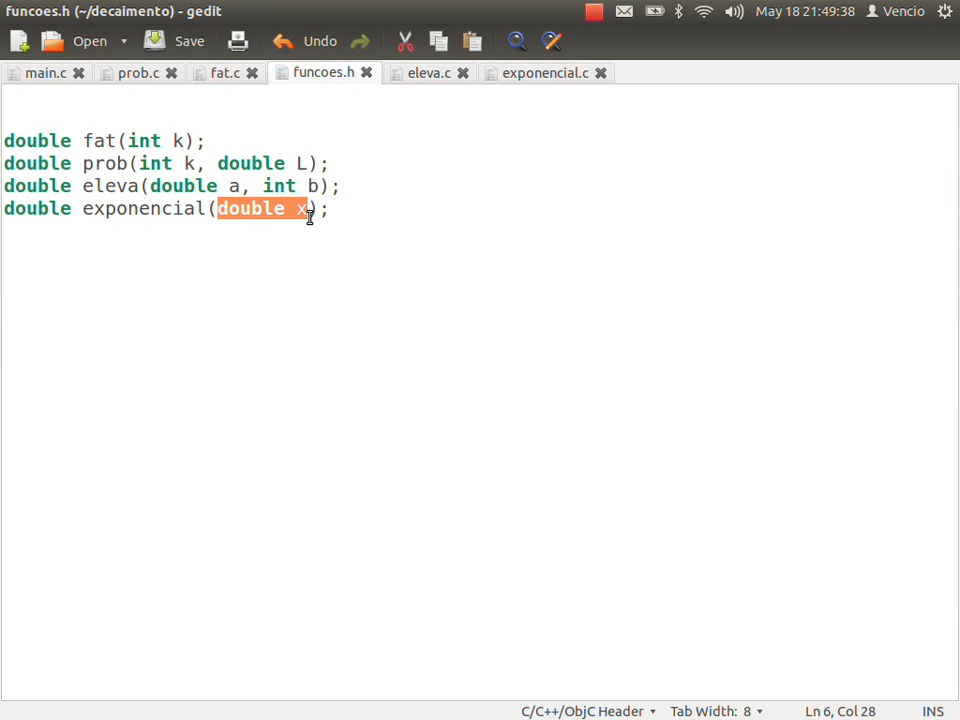 funcoes.h (~/decaimento) - gedit
May 18 21:49:38 Vencio
Open Save Undo
main.c prob.c fat.c funcoes.h eleva.c exponencial.c
double fat(int k);
double prob(int k, double L);
double eleva(double a, int b);
double exponencial(double x);
C/C++/ObjC Header Tab Width: 8 Ln 6, Col 28 INS